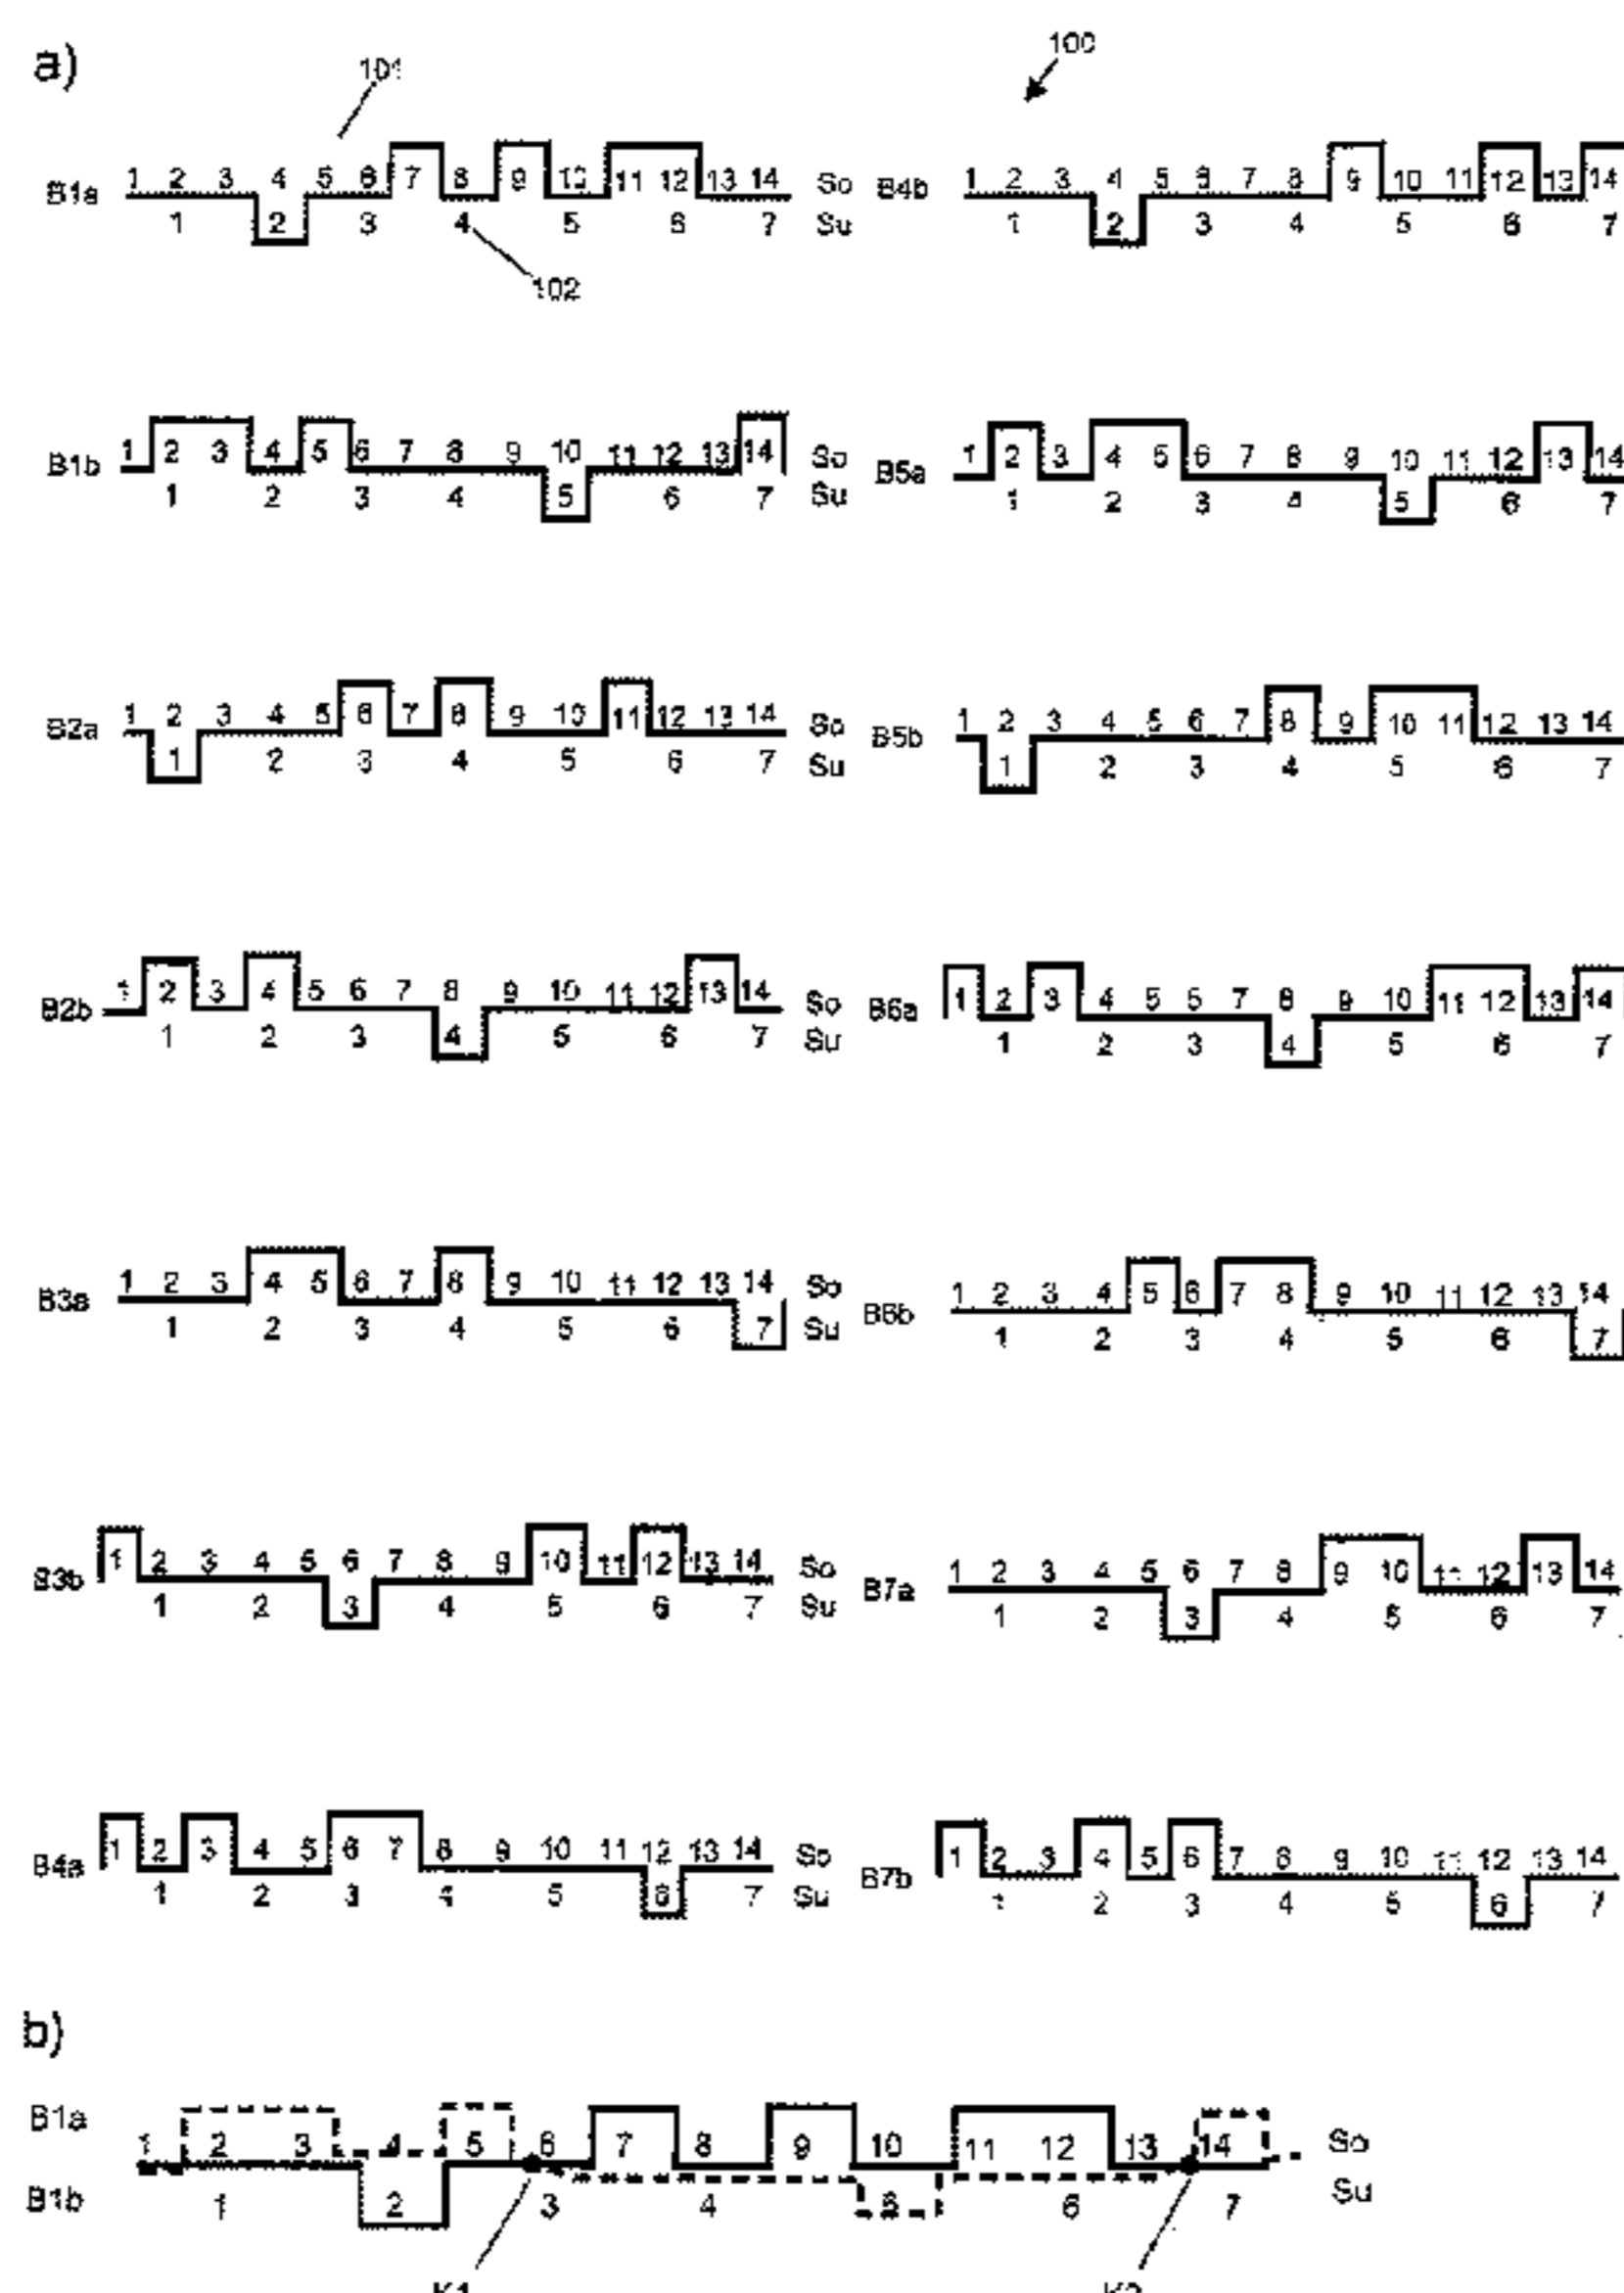 a)
101
100
B1a 1 2 3 4 5 6 7 8 9 10 11 12 13 14 So
1 2 3 4 5 6 7 Su
102
B4b 1 2 3 4 5 6 7 8 9 10 11 12 13 14
1 2 3 4 5 6 7
B1b 1 2 3 4 5 6 7 8 9 10 11 12 13 14 So
1 2 3 4 5 6 7 Su
B5a 1 2 3 4 5 6 7 8 9 10 11 12 13 14
1 2 3 4 5 6 7
B2a 1 2 3 4 5 6 7 8 9 10 11 12 13 14 So
1 2 3 4 5 6 7 Su
B5b 1 2 3 4 5 6 7 8 9 10 11 12 13 14
1 2 3 4 5 6 7
B2b 1 2 3 4 5 6 7 8 9 10 11 12 13 14 So
1 2 3 4 5 6 7 Su
B6a 1 2 3 4 5 6 7 8 9 10 11 12 13 14
1 2 3 4 5 6 7
B3a 1 2 3 4 5 6 7 8 9 10 11 12 13 14 So
1 2 3 4 5 6 7 Su
B6b 1 2 3 4 5 6 7 8 9 10 11 12 13 14
1 2 3 4 5 6 7
B3b 1 2 3 4 5 6 7 8 9 10 11 12 13 14 So
1 2 3 4 5 6 7 Su
B7a 1 2 3 4 5 6 7 8 9 10 11 12 13 14
1 2 3 4 5 6 7
B4a 1 2 3 4 5 6 7 8 9 10 11 12 13 14 So
1 2 3 4 5 6 7 Su
B7b 1 2 3 4 5 6 7 8 9 10 11 12 13 14
1 2 3 4 5 6 7
b)
B1a 1 2 3 4 5 6 7 8 9 10 11 12 13 14 So
B1b 1 2 3 4 5 6 7 Su
K1 K2